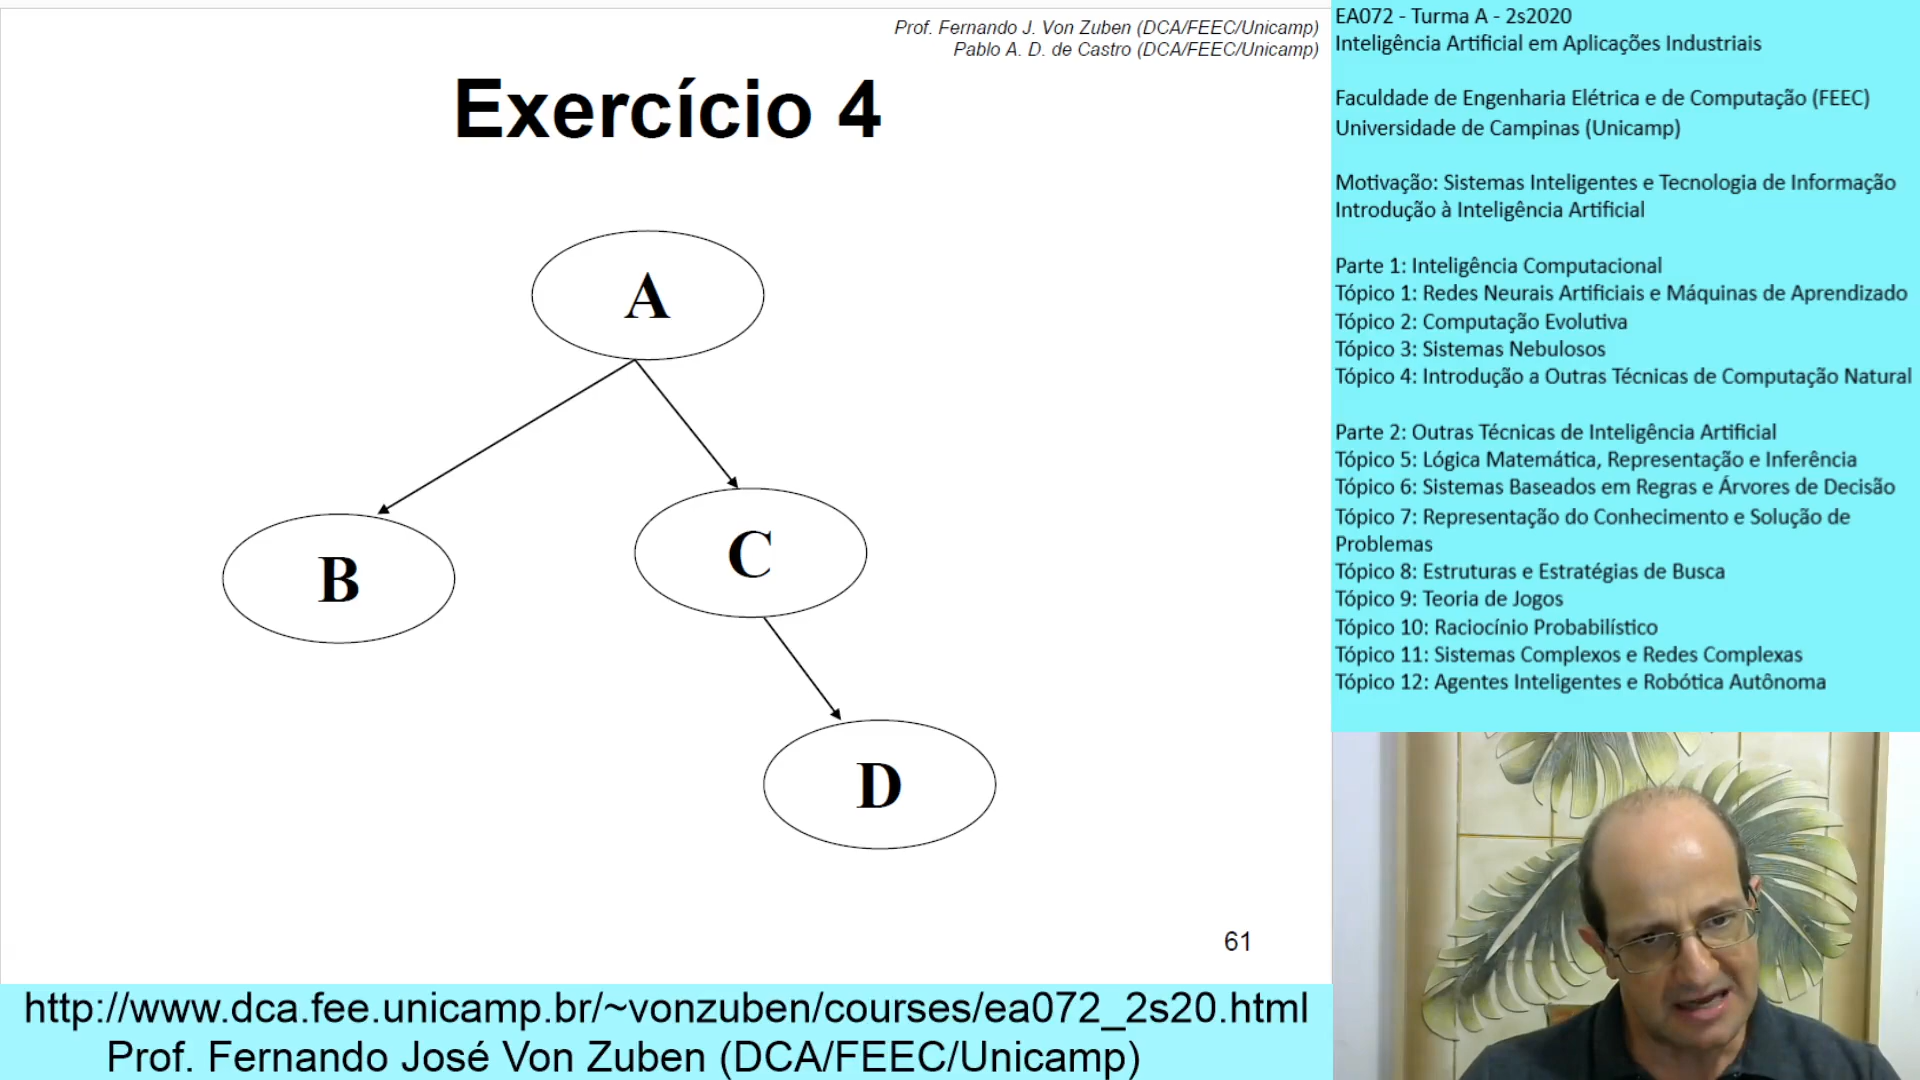 Prof. Fernando J. Von Zuben (DCA/FEEC/Unicamp)
Pablo A. D. de Castro (DCA/FEEC/Unicamp)
Exercício 4
A
B
C
D
61
http://www.dca.fee.unicamp.br/~vonzuben/courses/ea072_2s20.html
Prof. Fernando José Von Zuben (DCA/FEEC/Unicamp)
EA072 - Turma A - 2s2020
Inteligência Artificial em Aplicações Industriais
Faculdade de Engenharia Elétrica e de Computação (FEEC)
Universidade de Campinas (Unicamp)
Motivação: Sistemas Inteligentes e Tecnologia de Informação
Introdução à Inteligência Artificial
Parte 1: Inteligência Computacional
Tópico 1: Redes Neurais Artificiais e Máquinas de Aprendizado
Tópico 2: Computação Evolutiva
Tópico 3: Sistemas Nebulosos
Tópico 4: Introdução a Outras Técnicas de Computação Natural
Parte 2: Outras Técnicas de Inteligência Artificial
Tópico 5: Lógica Matemática, Representação e Inferência
Tópico 6: Sistemas Baseados em Regras e Árvores de Decisão
Tópico 7: Representação do Conhecimento e Solução de
Problemas
Tópico 8: Estruturas e Estratégias de Busca
Tópico 9: Teoria de Jogos
Tópico 10: Raciocínio Probabilístico
Tópico 11: Sistemas Complexos e Redes Complexas
Tópico 12: Agentes Inteligentes e Robótica Autônoma